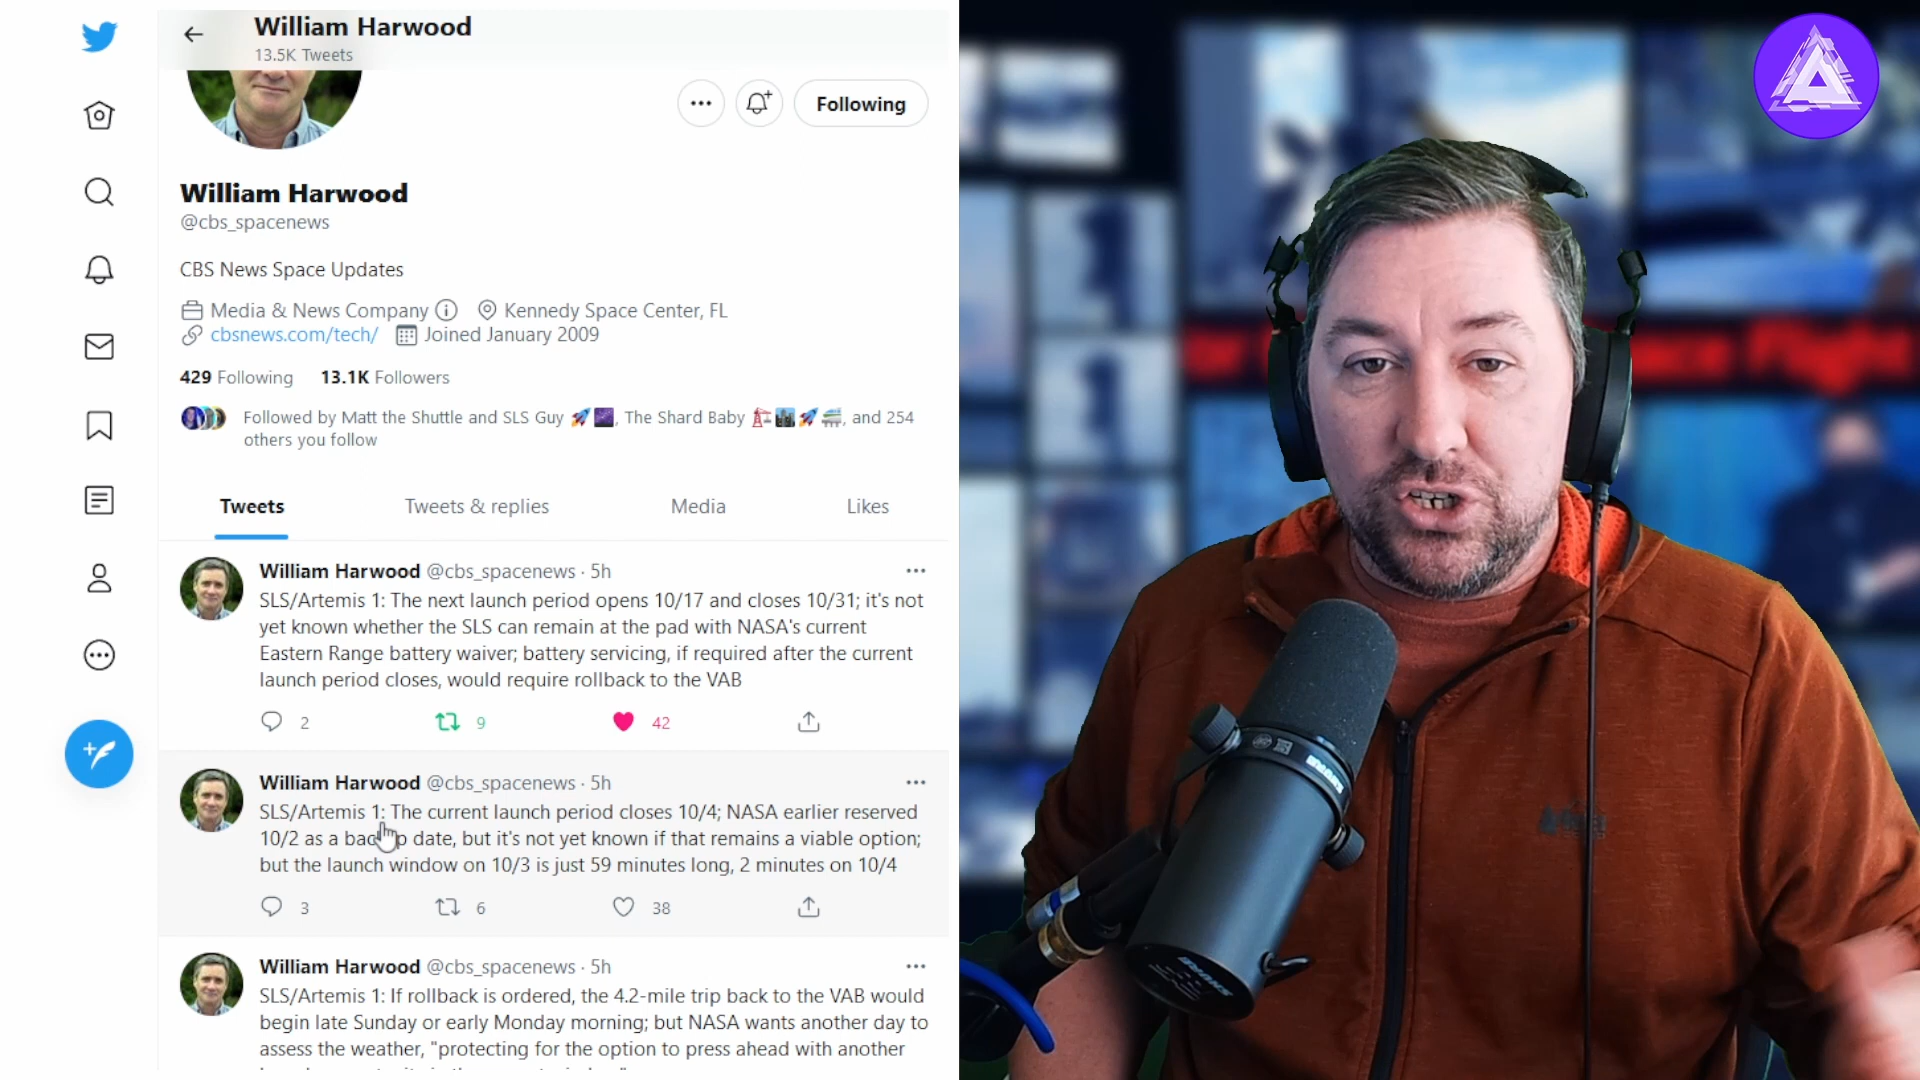 William Harwood
13.5K Tweets
Following
William Harwood
@cbs_spacenews
CBS News Space Updates
Media & News Company Kennedy Space Center, FL
cbsnews.com/tech/ Joined January 2009
429 Following 13.1K Followers
Followed by Matt the Shuttle and SLS Guy 🚀🌌, The Shard Baby 🏗🏙🚀🚝, and 254
others you follow
Tweets Tweets & replies Media Likes
William Harwood @cbs_spacenews · 5h
SLS/Artemis 1: The next launch period opens 10/17 and closes 10/31; it's not
yet known whether the SLS can remain at the pad with NASA's current
Eastern Range battery waiver; battery servicing, if required after the current
launch period closes, would require rollback to the VAB
2 9 42
William Harwood @cbs_spacenews · 5h
SLS/Artemis 1: The current launch period closes 10/4; NASA earlier reserved
10/2 as a backup date, but it's not yet known if that remains a viable option;
but the launch window on 10/3 is just 59 minutes long, 2 minutes on 10/4
3 6 38
William Harwood @cbs_spacenews · 5h
SLS/Artemis 1: If rollback is ordered, the 4.2-mile trip back to the VAB would
begin late Sunday or early Monday morning; but NASA wants another day to
assess the weather, "protecting for the option to press ahead with another
SHURE